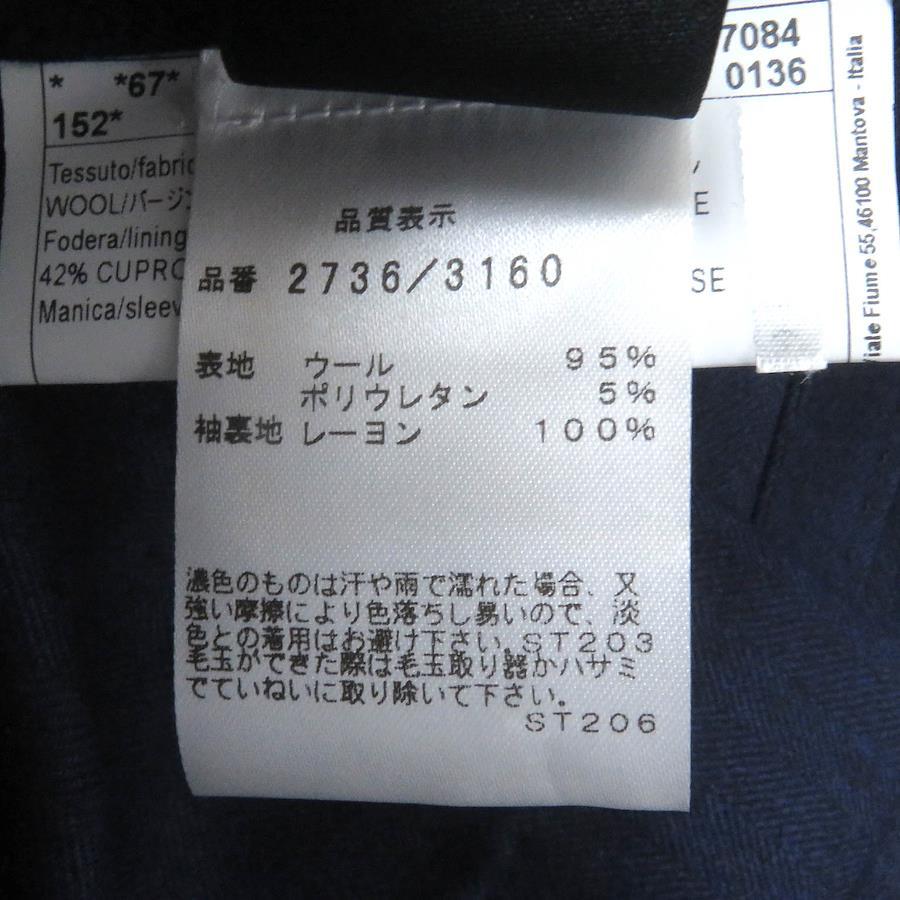 * *67*
152*
Tessuto/fabric
WOOL/バージン
Fodera/lining
42% CUPRO
Manica/sleev
7084
0136
E
SE
Viale Fiume 55,46100 Mantova - Italia
品質表示
品番 2736/3160
表地 ウール 95%
ポリウレタン 5%
袖裏地 レーヨン 100%
濃色のものは汗や雨で濡れた場合、又
強い摩擦により色落ちし易いので、淡
色との着用はお避け下さい。ST203
毛玉ができた際は毛玉取り器かハサミ
でていねいに取り除いて下さい。
ST206